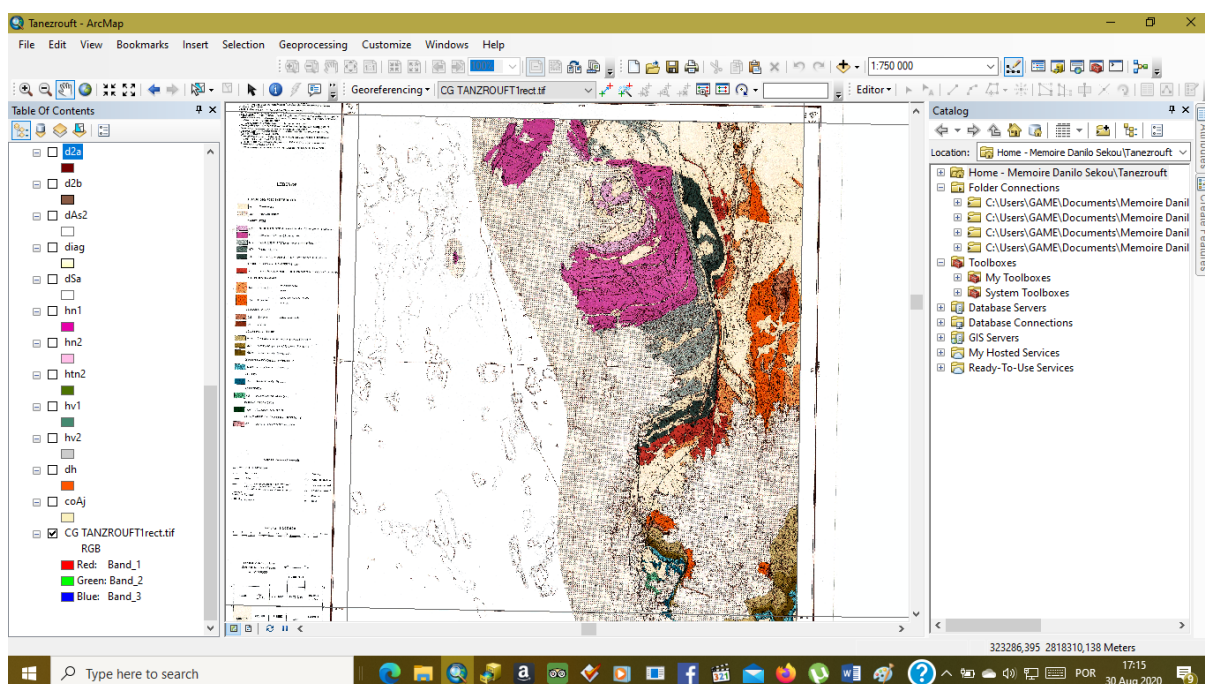 Tanezrouft - ArcMap
File Edit View Bookmarks Insert Selection Geoprocessing Customize Windows Help
1:750 000
Georeferencing CG TANZROUFT1rect.tif Editor
Table Of Contents
d2a
d2b
dAs2
diag
dSa
hn1
hn2
htn2
hv1
hv2
dh
coAj
CG TANZROUFT1rect.tif
RGB
Red: Band_1
Green: Band_2
Blue: Band_3
Catalog
Location: Home - Memoire Danilo Sekou\Tanezrouft
Home - Memoire Danilo Sekou\Tanezrouft
Folder Connections
C:\Users\GAME\Documents\Memoire Danil
C:\Users\GAME\Documents\Memoire Danil
C:\Users\GAME\Documents\Memoire Danil
C:\Users\GAME\Documents\Memoire Danil
Toolboxes
My Toolboxes
System Toolboxes
Database Servers
Database Connections
GIS Servers
My Hosted Services
Ready-To-Use Services
Attributes
Create Features
323286,395 2818310,138 Meters
Type here to search
POR
17:15
30 Aug 2020